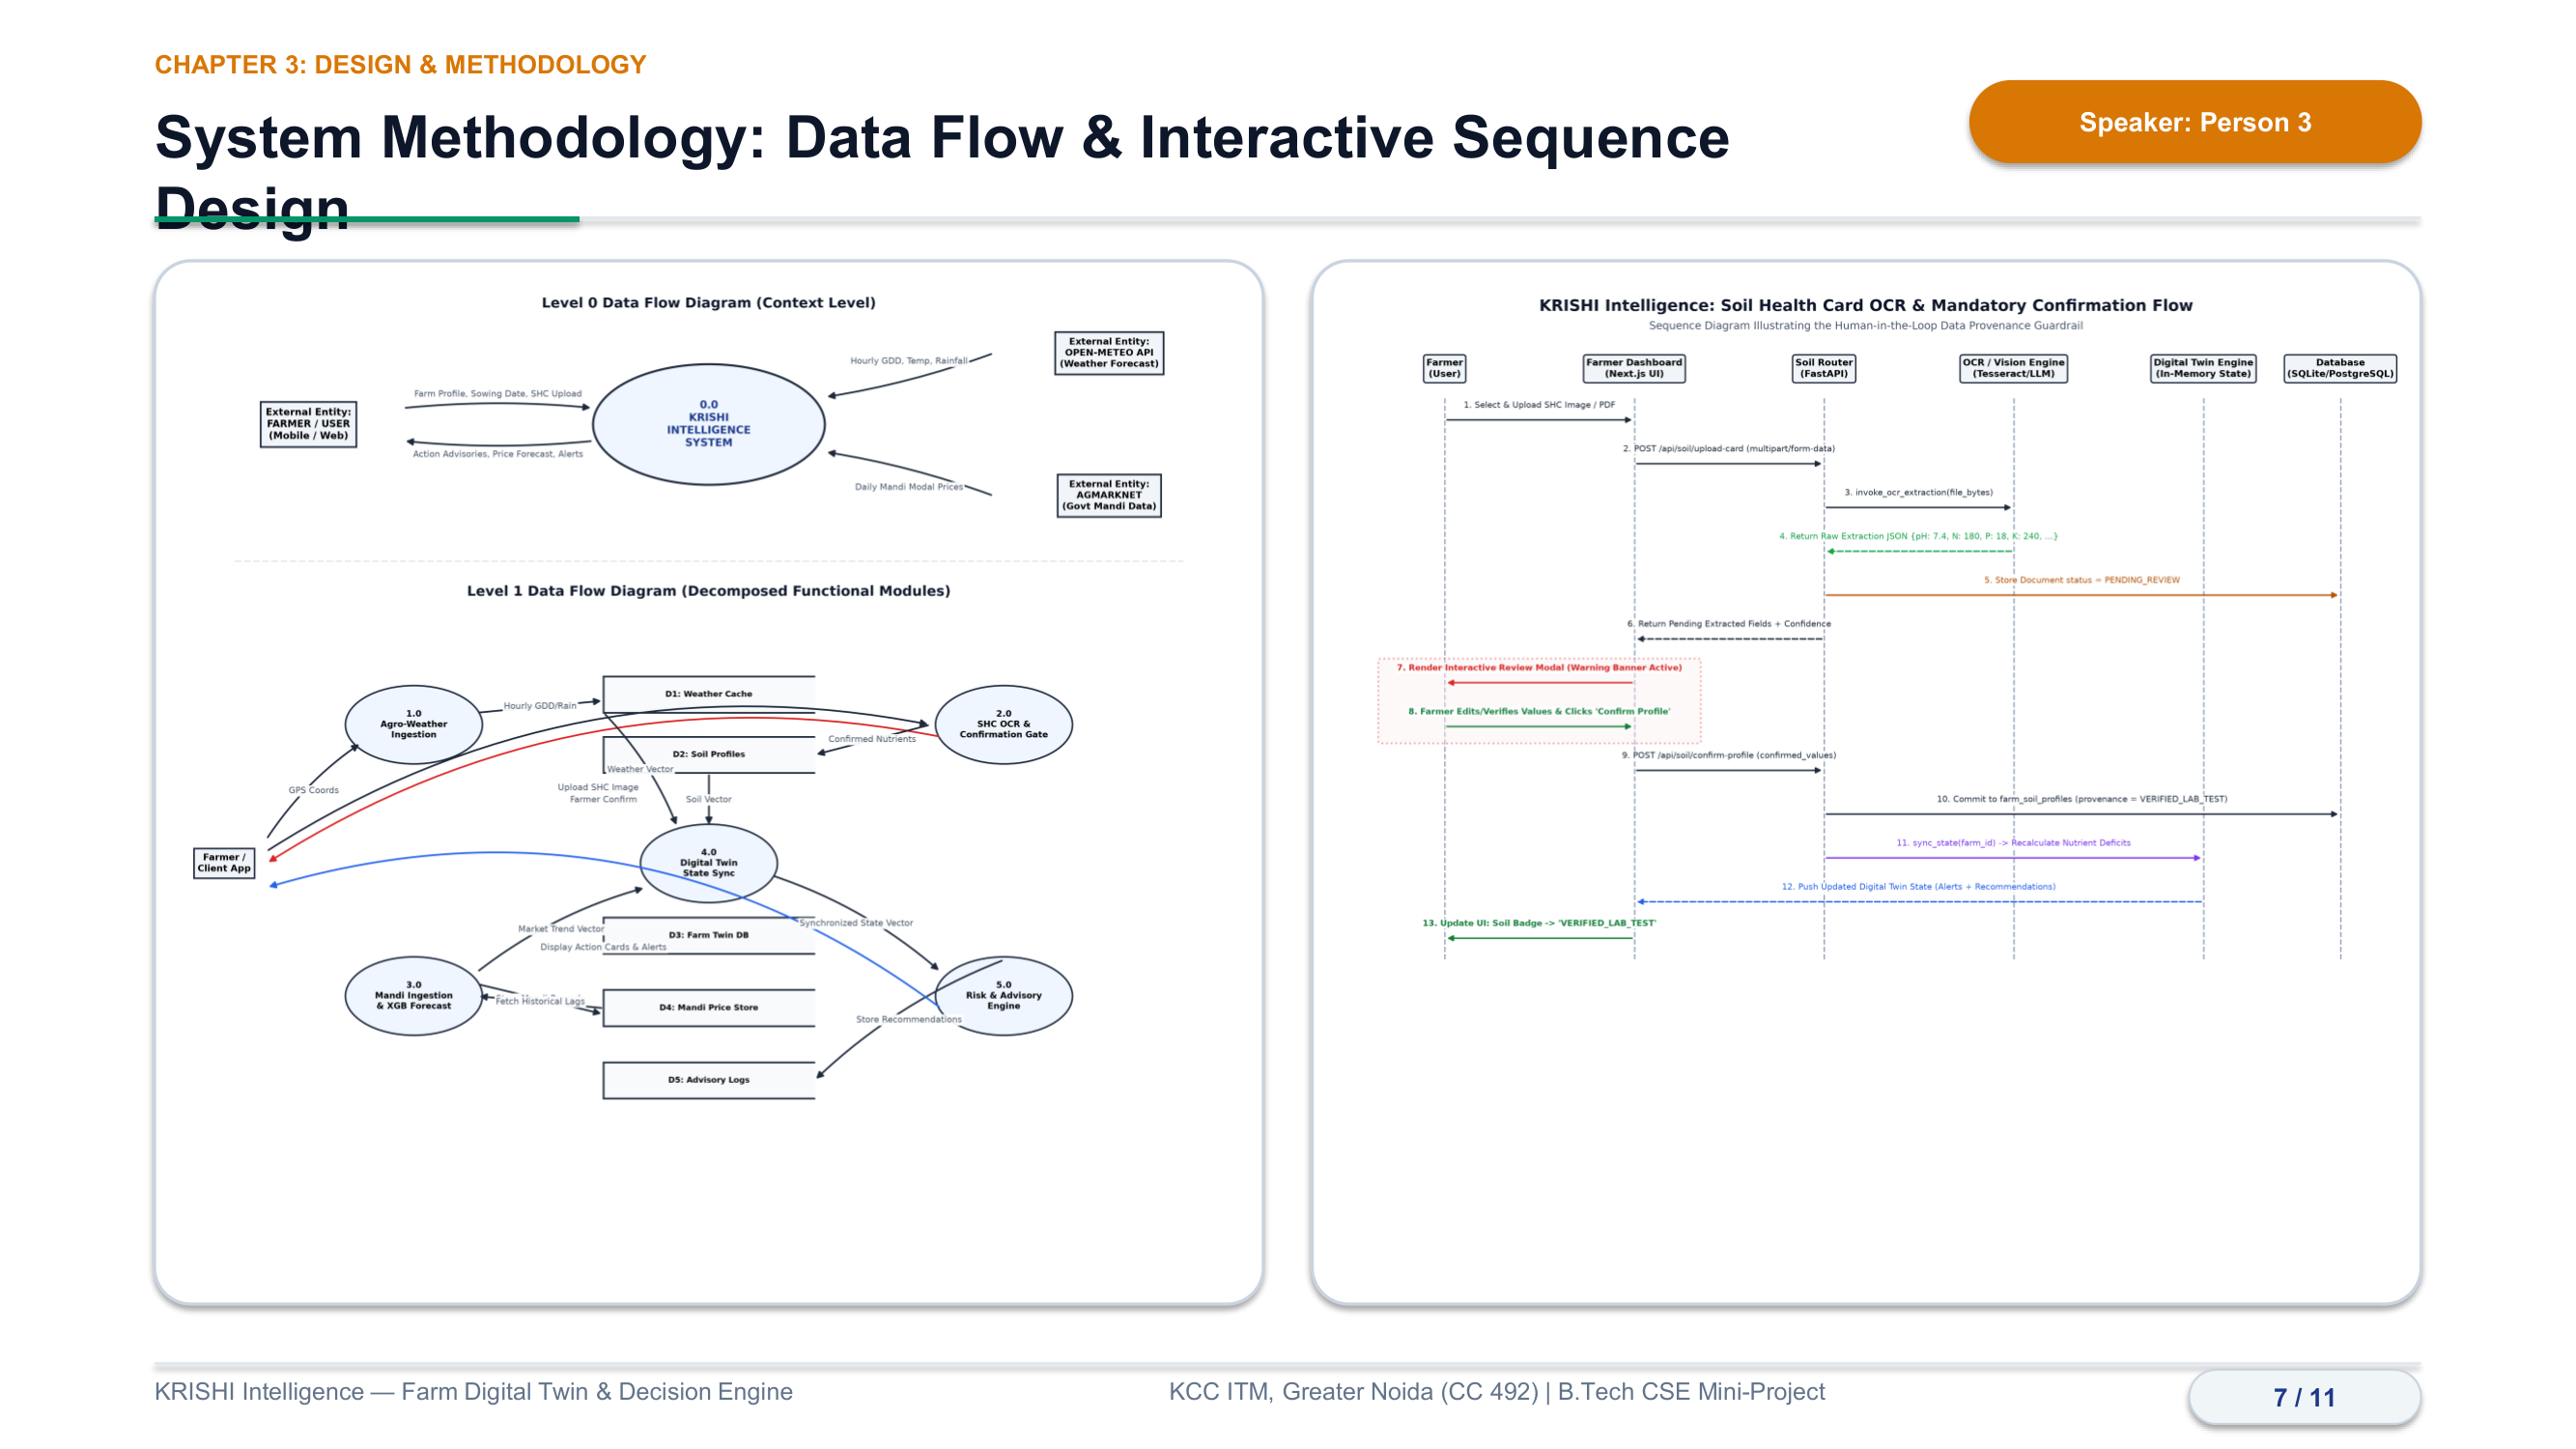 CHAPTER 3: DESIGN & METHODOLOGY
System Methodology: Data Flow & Interactive Sequence
Design
Speaker: Person 3
Level 0 Data Flow Diagram (Context Level)
External Entity:
FARMER / USER
(Mobile / Web)
Farm Profile, Sowing Date, SHC Upload
Action Advisories, Price Forecast, Alerts
0.0
KRISHI
INTELLIGENCE
SYSTEM
Hourly GDD, Temp, Rainfall
Daily Mandi Modal Prices
External Entity:
OPEN-METEO API
(Weather Forecast)
External Entity:
AGMARKNET
(Govt Mandi Data)
Level 1 Data Flow Diagram (Decomposed Functional Modules)
1.0
Agro-Weather
Ingestion
Hourly GDD/Rain
D1: Weather Cache
2.0
SHC OCR &
Confirmation Gate
Confirmed Nutrients
D2: Soil Profiles
Weather Vector
Upload SHC Image
Farmer Confirm
Soil Vector
GPS Coords
Farmer /
Client App
4.0
Digital Twin
State Sync
Market Trend Vector
Display Action Cards & Alerts
D3: Farm Twin DB
Synchronized State Vector
3.0
Mandi Ingestion
& XGB Forecast
Fetch Historical Lags
D4: Mandi Price Store
5.0
Risk & Advisory
Engine
Store Recommendations
D5: Advisory Logs
KRISHI Intelligence: Soil Health Card OCR & Mandatory Confirmation Flow
Sequence Diagram Illustrating the Human-in-the-Loop Data Provenance Guardrail
Farmer
(User)
Farmer Dashboard
(Next.js UI)
Soil Router
(FastAPI)
OCR / Vision Engine
(Tesseract/LLM)
Digital Twin Engine
(In-Memory State)
Database
(SQLite/PostgreSQL)
1. Select & Upload SHC Image / PDF
2. POST /api/soil/upload-card (multipart/form-data)
3. invoke_ocr_extraction(file_bytes)
4. Return Raw Extraction JSON {pH: 7.4, N: 180, P: 18, K: 240, ...}
5. Store Document status = PENDING_REVIEW
6. Return Pending Extracted Fields + Confidence
7. Render Interactive Review Modal (Warning Banner Active)
8. Farmer Edits/Verifies Values & Clicks 'Confirm Profile'
9. POST /api/soil/confirm-profile (confirmed_values)
10. Commit to farm_soil_profiles (provenance = VERIFIED_LAB_TEST)
11. sync_state(farm_id) -> Recalculate Nutrient Deficits
12. Push Updated Digital Twin State (Alerts + Recommendations)
13. Update UI: Soil Badge -> 'VERIFIED_LAB_TEST'
KRISHI Intelligence — Farm Digital Twin & Decision Engine
KCC ITM, Greater Noida (CC 492) | B.Tech CSE Mini-Project
7 / 11